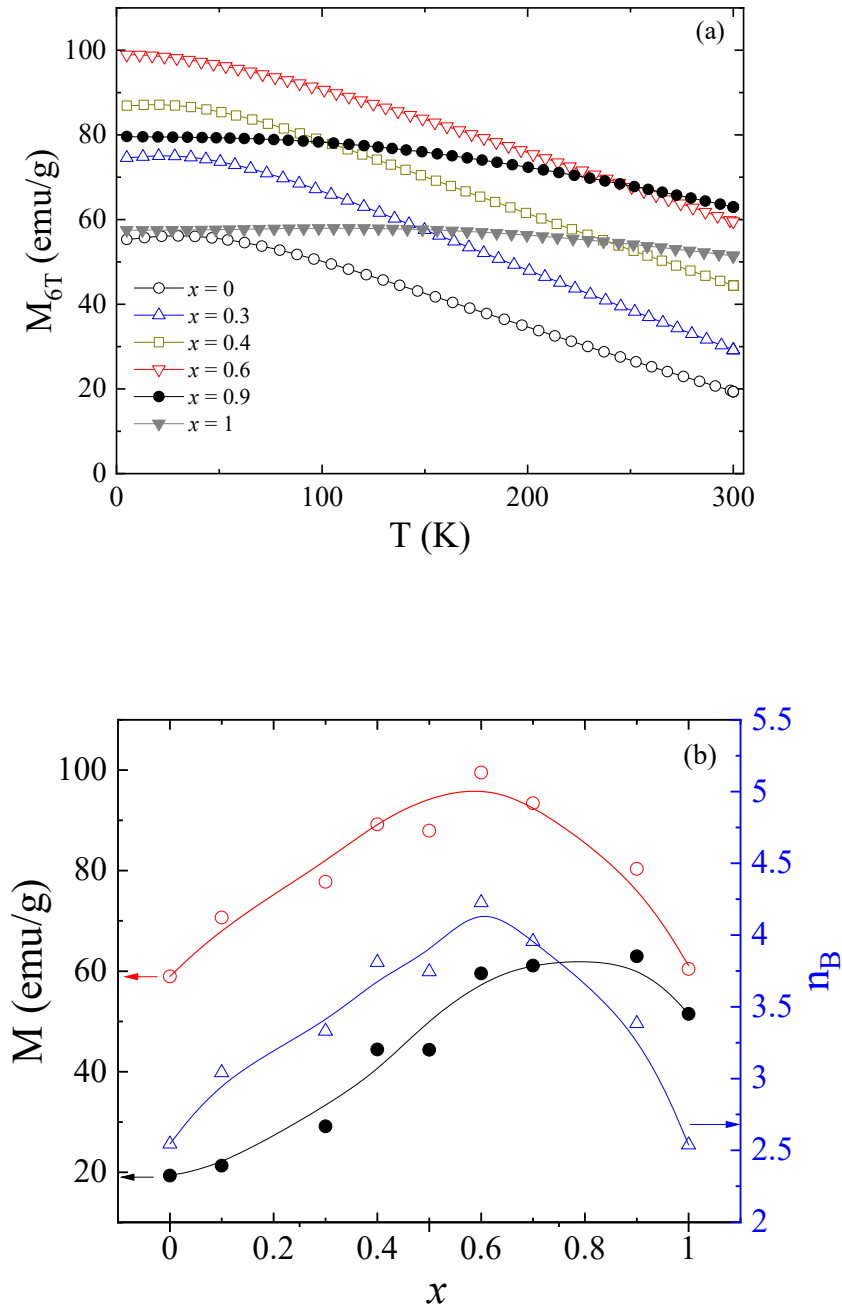 (a)
100
80
60
40
20
0
M6T (emu/g)
x = 0
x = 0.3
x = 0.4
x = 0.6
x = 0.9
x = 1
0 100 200 300
T (K)
(b)
100
80
60
40
20
M (emu/g)
5.5
5
4.5
4
3.5
3
2.5
2
nB
0 0.2 0.4 0.6 0.8 1
x